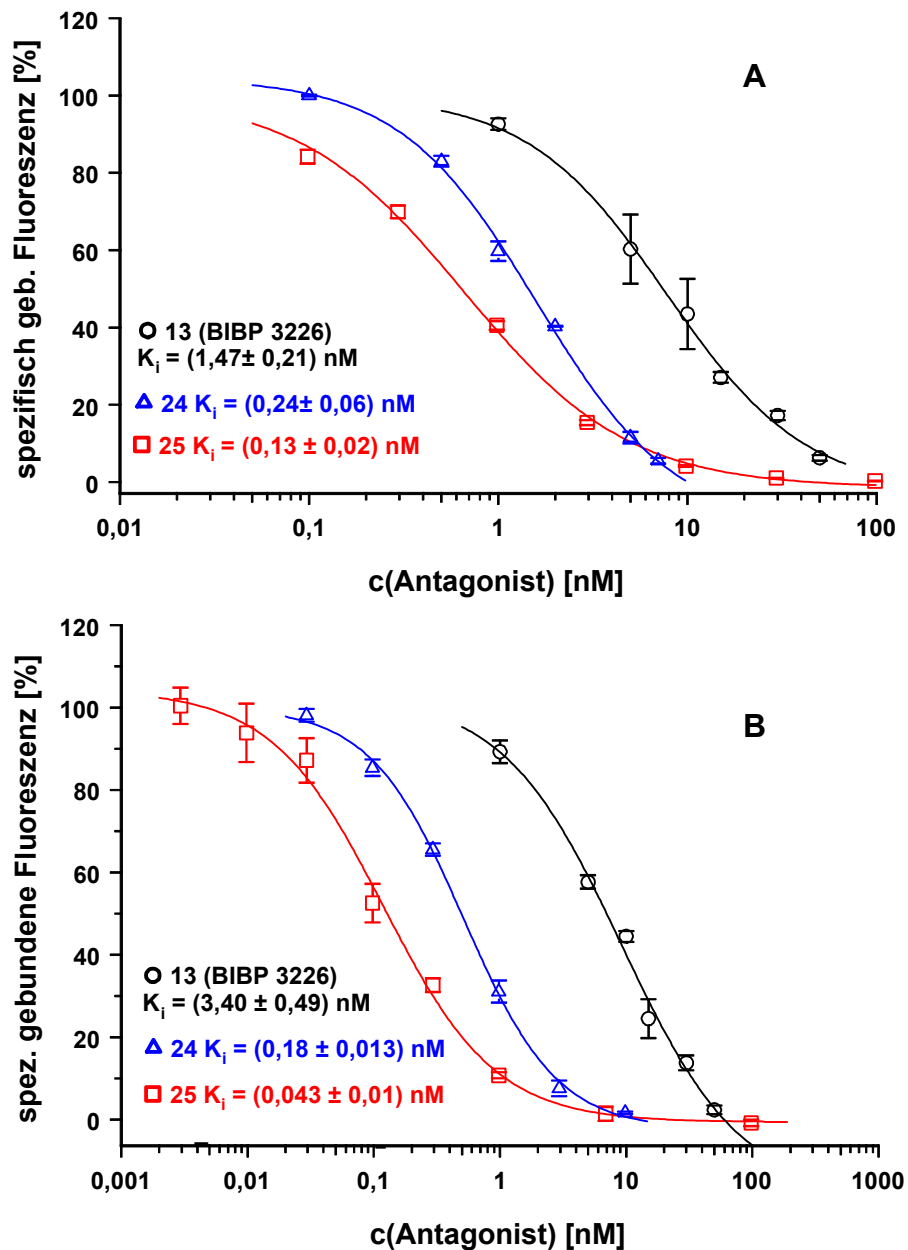 120
100
80
60
40
20
0
spezifisch geb. Fluoreszenz [%]
A
13 (BIBP 3226)
Ki = (1,47± 0,21) nM
24 Ki = (0,24± 0,06) nM
25 Ki = (0,13 ± 0,02) nM
0,01 0,1 1 10 100
c(Antagonist) [nM]
120
100
80
60
40
20
0
spez. gebundene Fluoreszenz [%]
B
13 (BIBP 3226)
Ki = (3,40 ± 0,49) nM
24 Ki = (0,18 ± 0,013) nM
25 Ki = (0,043 ± 0,01) nM
0,001 0,01 0,1 1 10 100 1000
c(Antagonist) [nM]